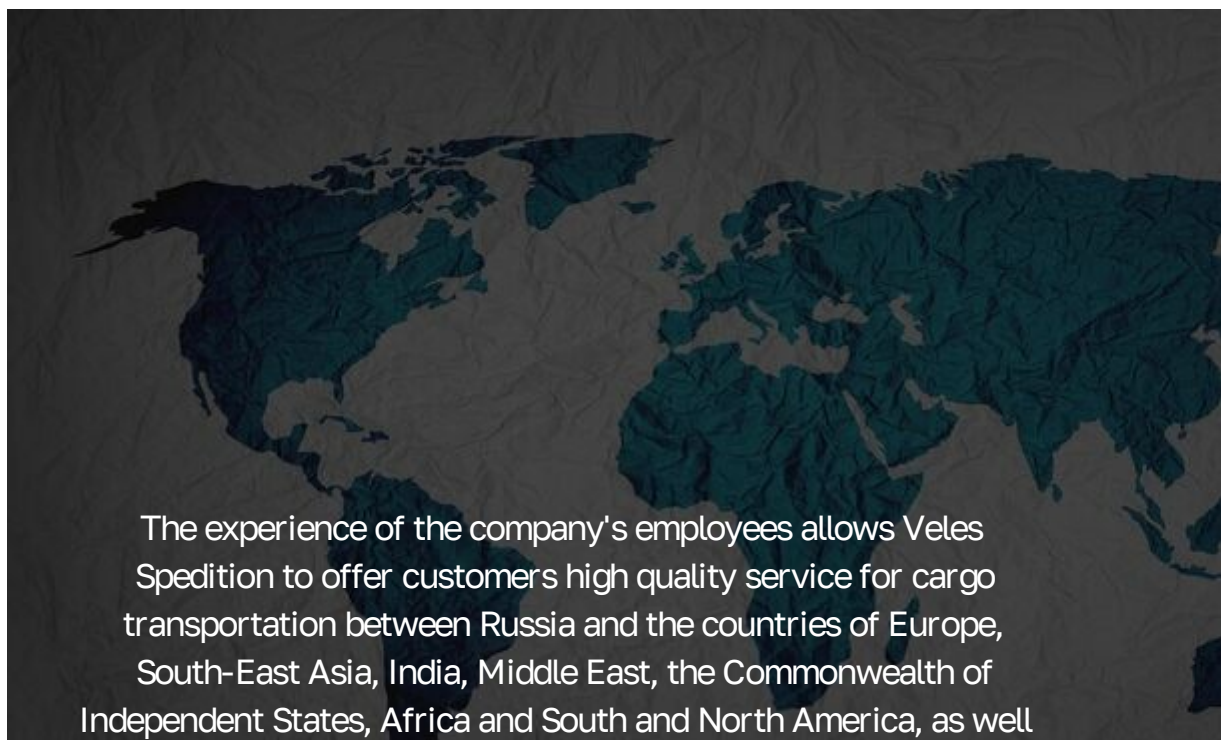 The experience of the company's employees allows Veles
Spedition to offer customers high quality service for cargo
transportation between Russia and the countries of Europe,
South-East Asia, India, Middle East, the Commonwealth of
Independent States, Africa and South and North America, as well